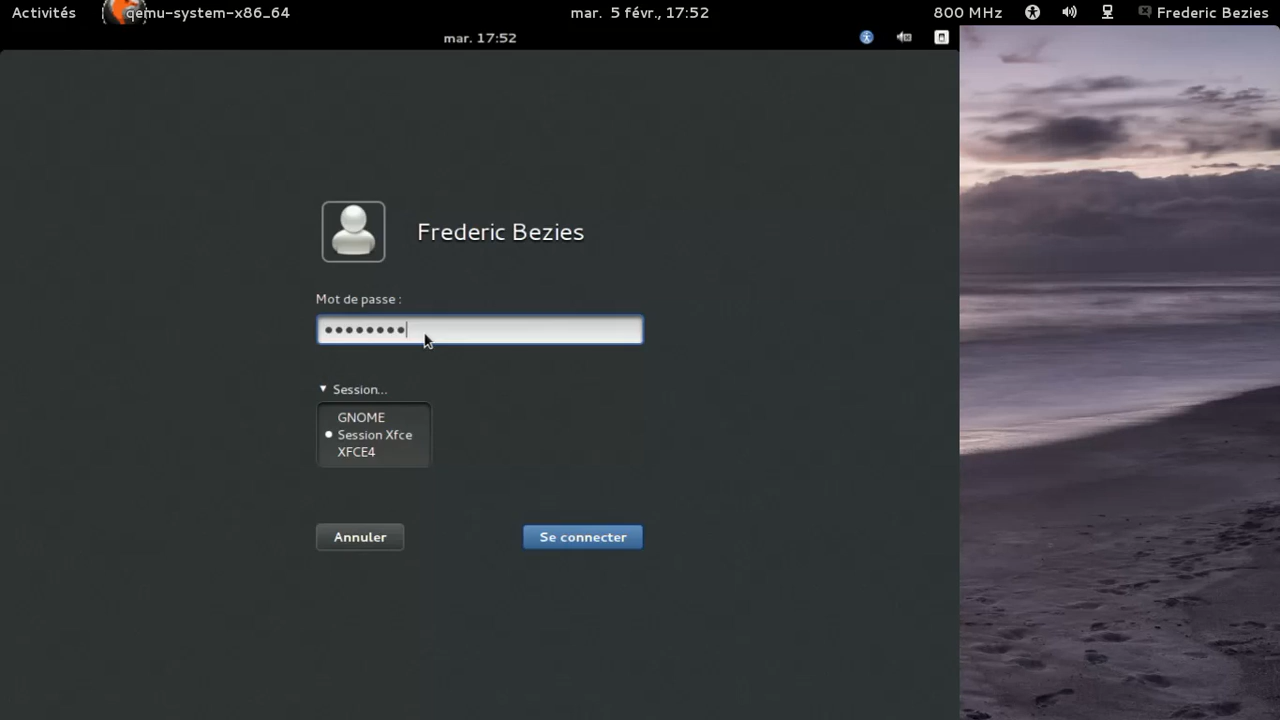 Activités qemu-system-x86_64 mar. 5 févr., 17:52 800 MHz Frederic Bezies
mar. 17:52
Frederic Bezies
Mot de passe :
Session...
GNOME
Session Xfce
XFCE4
Annuler Se connecter